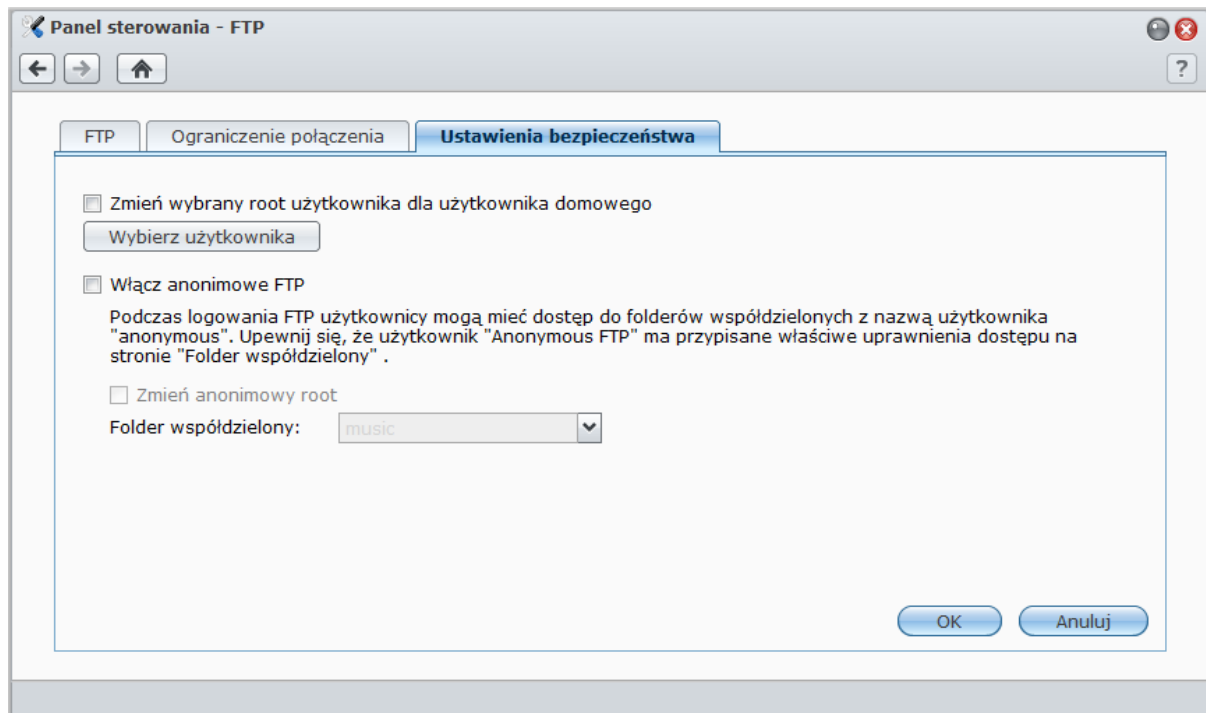 Panel sterowania - FTP
?
FTP
Ograniczenie połączenia
Ustawienia bezpieczeństwa
Zmień wybrany root użytkownika dla użytkownika domowego
Wybierz użytkownika
Włącz anonimowe FTP
Podczas logowania FTP użytkownicy mogą mieć dostęp do folderów współdzielonych z nazwą użytkownika
"anonymous". Upewnij się, że użytkownik "Anonymous FTP" ma przypisane właściwe uprawnienia dostępu na
stronie "Folder współdzielony" .
Zmień anonimowy root
Folder współdzielony:
music
OK
Anuluj